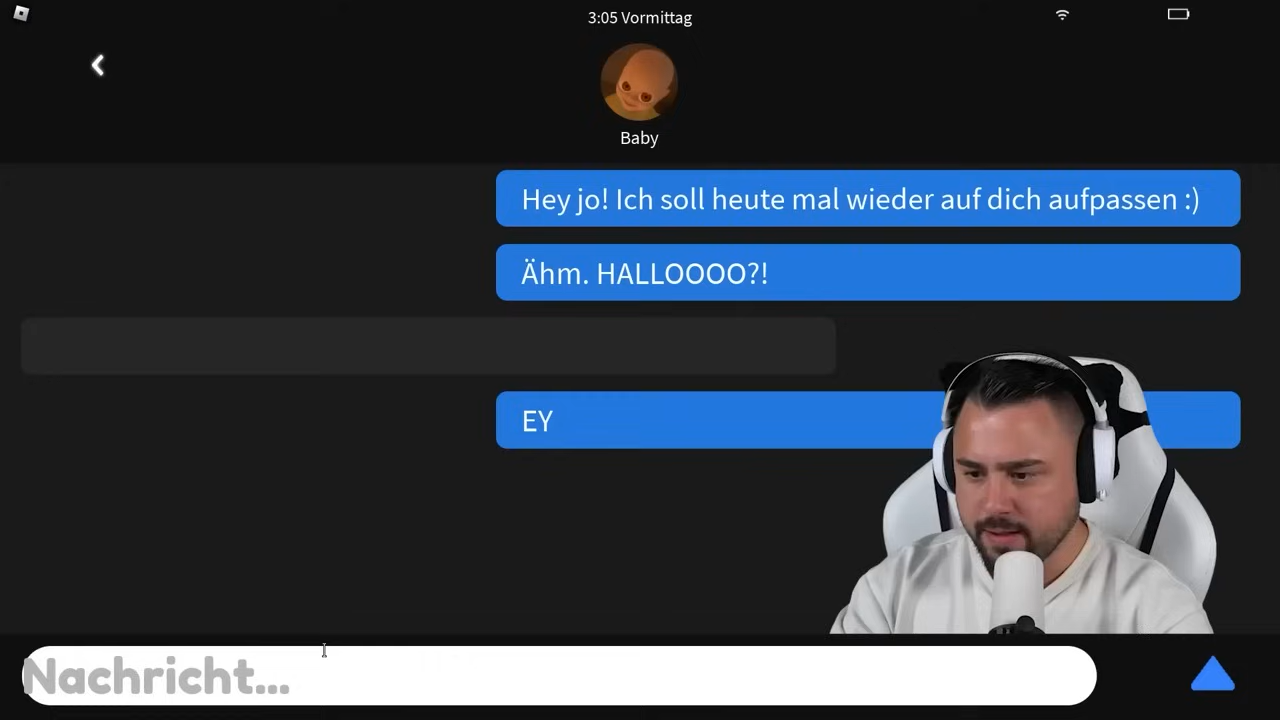 3:05 Vormittag
Baby
Hey jo! Ich soll heute mal wieder auf dich aufpassen :)
Ähm. HALLOOOO?!
EY
Nachricht...